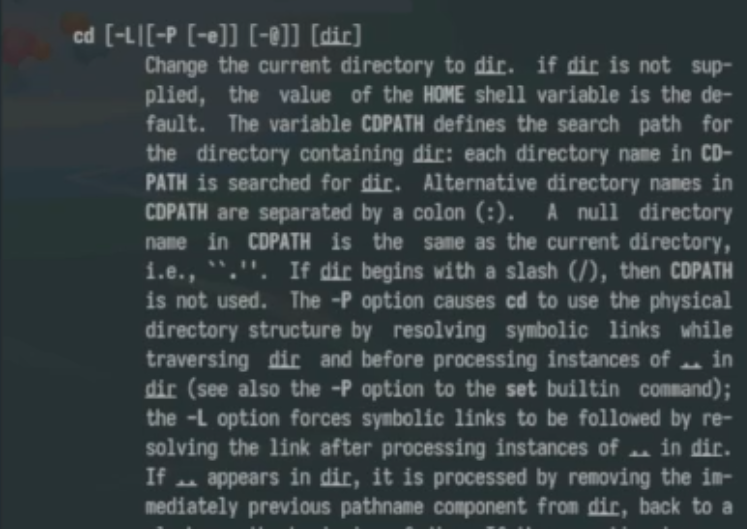 cd [-L|[-P [-e]] [-@]] [dir]
Change the current directory to dir. if dir is not sup-
plied, the value of the HOME shell variable is the de-
fault. The variable CDPATH defines the search path for
the directory containing dir: each directory name in CD-
PATH is searched for dir. Alternative directory names in
CDPATH are separated by a colon (:). A null directory
name in CDPATH is the same as the current directory,
i.e., ``.''. If dir begins with a slash (/), then CDPATH
is not used. The -P option causes cd to use the physical
directory structure by resolving symbolic links while
traversing dir and before processing instances of .. in
dir (see also the -P option to the set builtin command);
the -L option forces symbolic links to be followed by re-
solving the link after processing instances of .. in dir.
If .. appears in dir, it is processed by removing the im-
mediately previous pathname component from dir, back to a